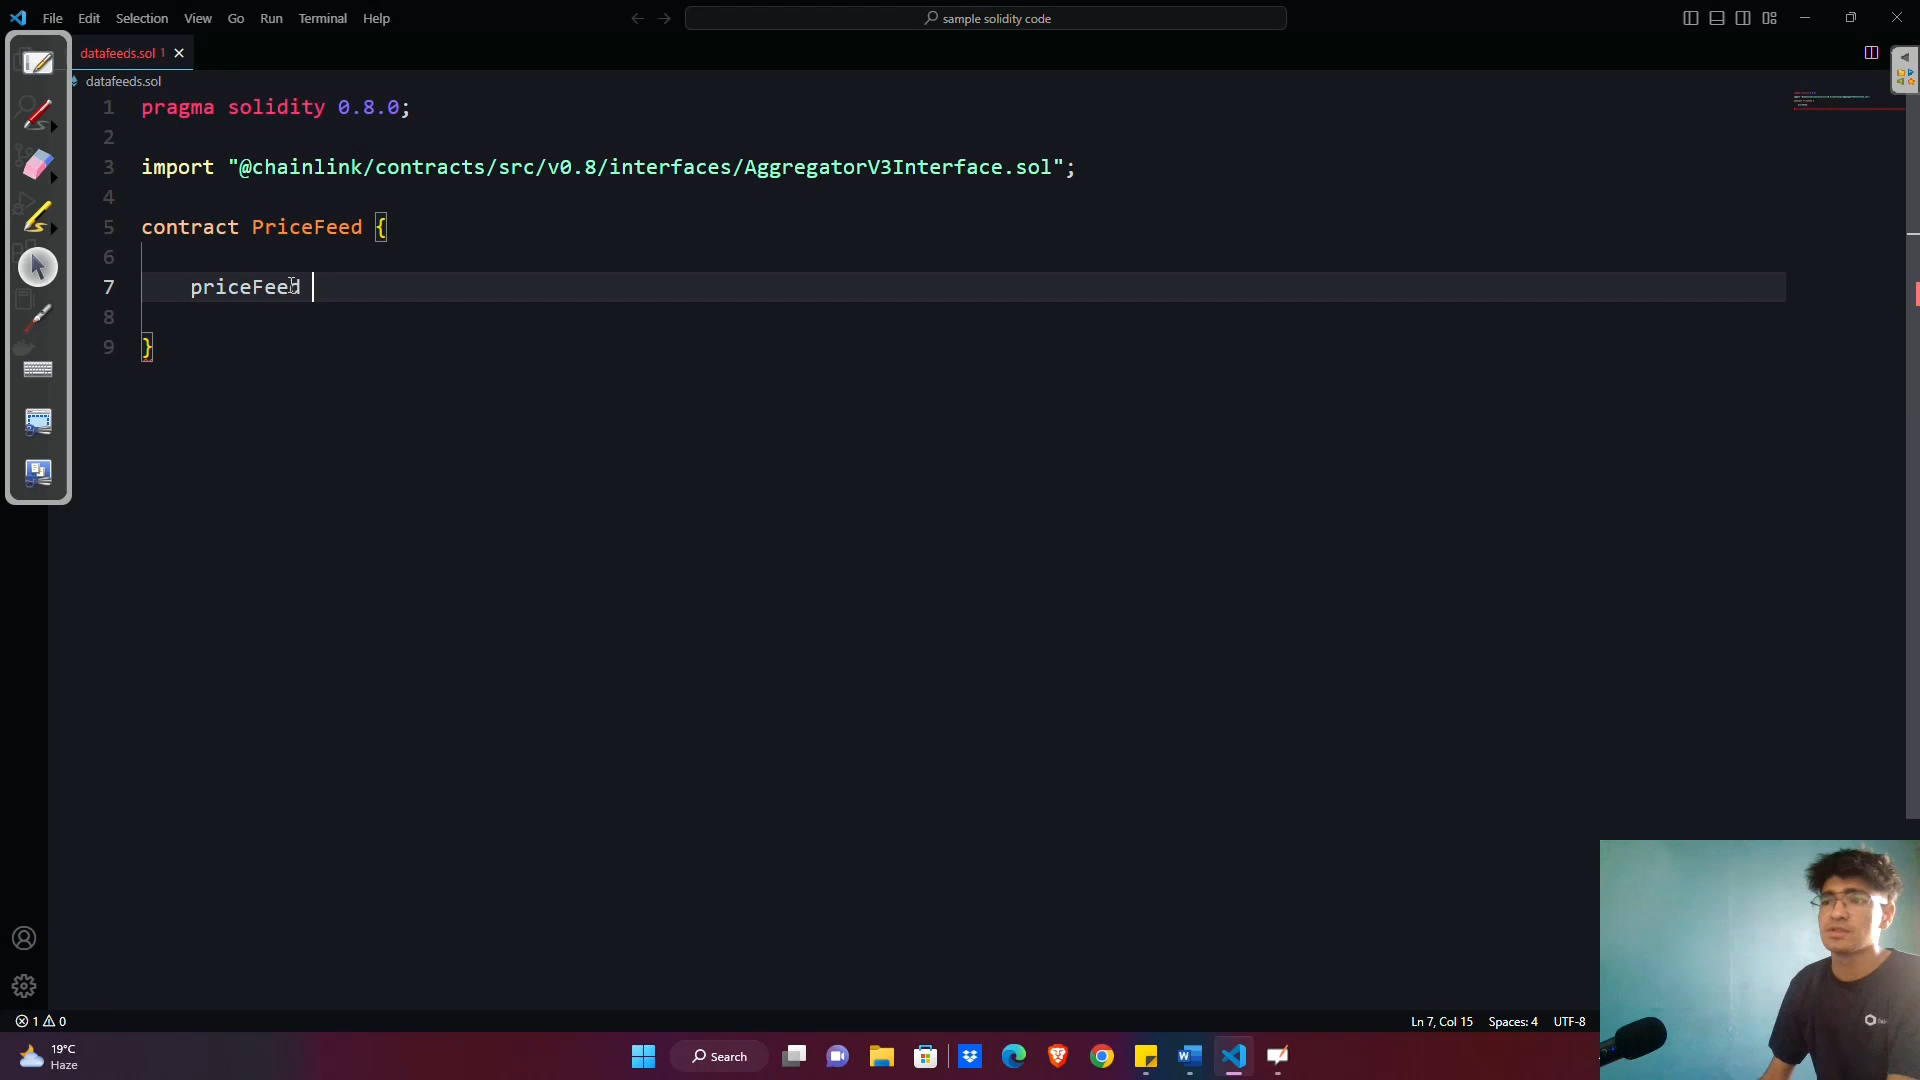 File Edit Selection View Go Run Terminal Help
sample solidity code
datafeeds.sol 1
datafeeds.sol
1 pragma solidity 0.8.0;
2
3 import "@chainlink/contracts/src/v0.8/interfaces/AggregatorV3Interface.sol";
4
5 contract PriceFeed {
6
7 priceFeed
8
9 }
1 0
Ln 7, Col 15 Spaces: 4 UTF-8
19°C
Haze
Search